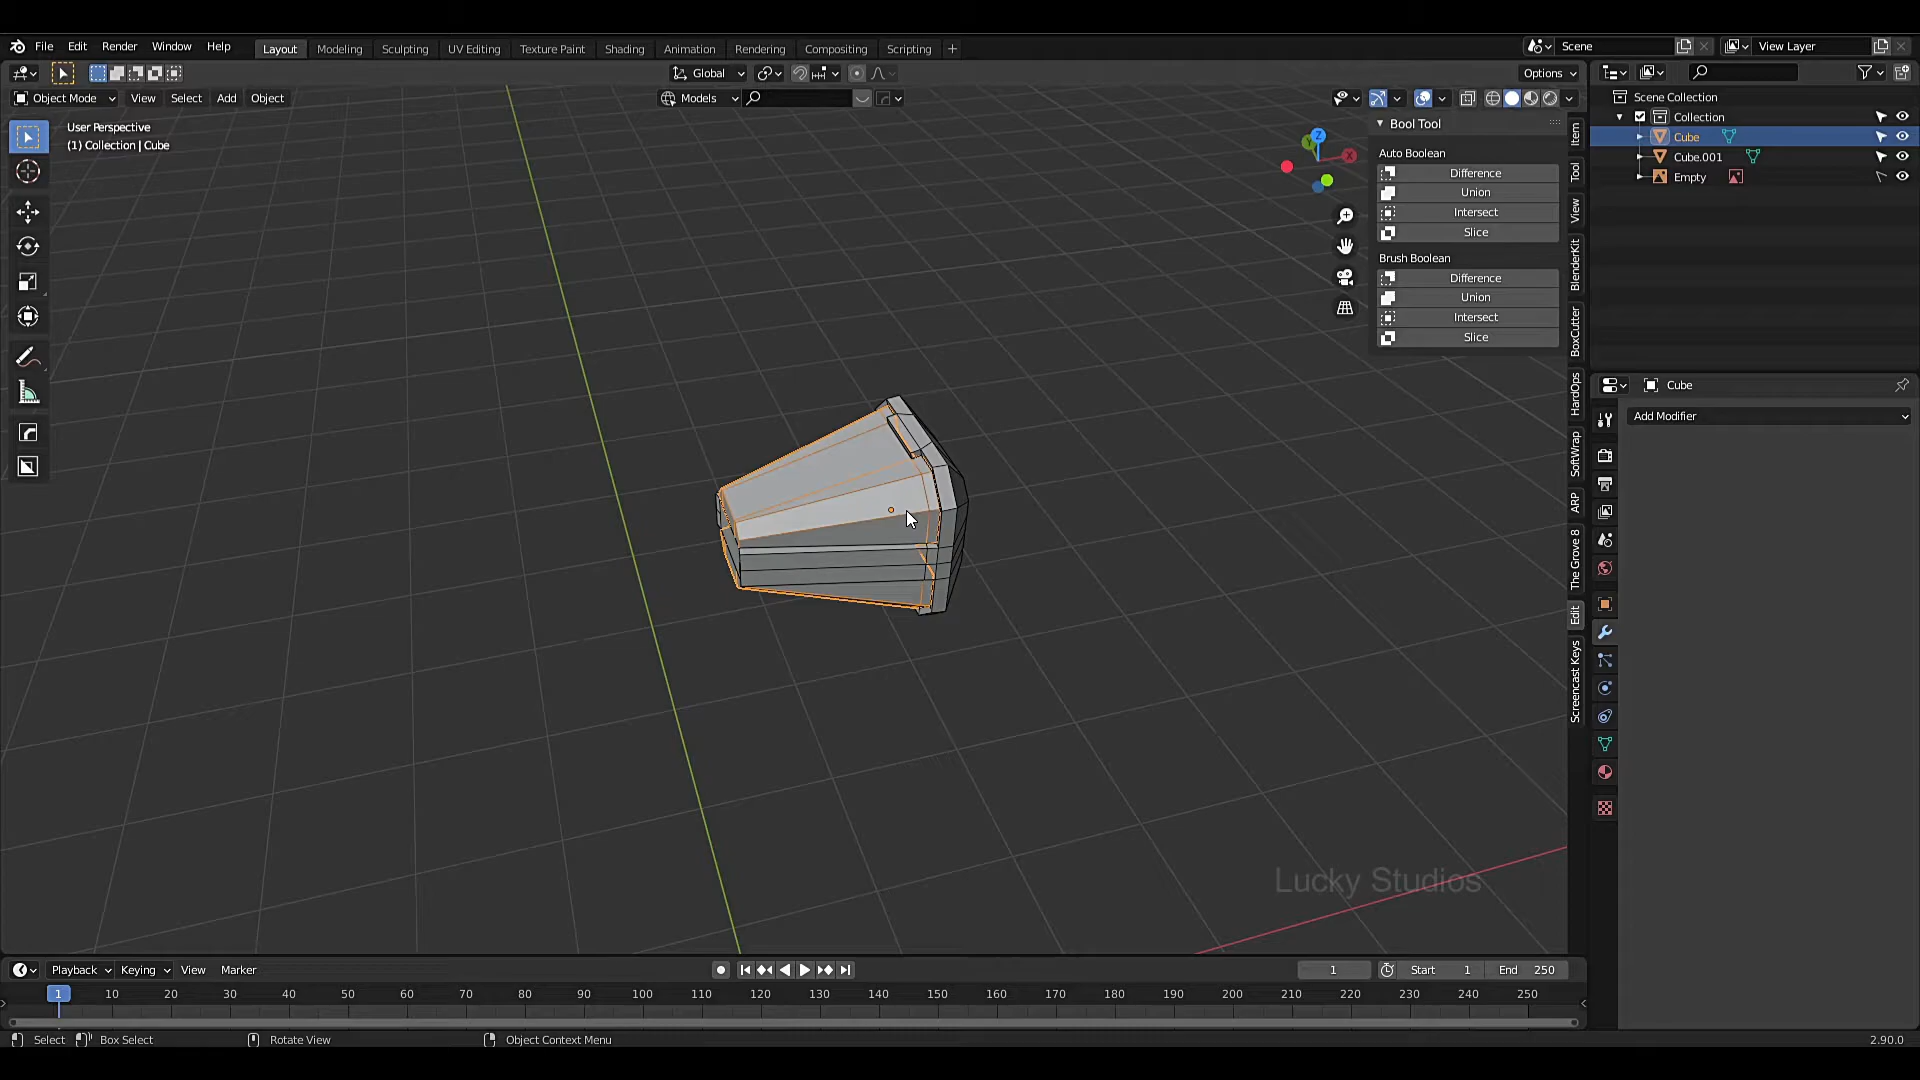 File Edit Render Window Help Layout Modeling Sculpting UV Editing Texture Paint Shading Animation Rendering Compositing Scripting + Scene View Layer
Global Options
Object Mode View Select Add Object Models
User Perspective
(1) Collection | Cube
Bool Tool
Auto Boolean
Difference
Union
Intersect
Slice
Brush Boolean
Difference
Union
Intersect
Slice
Item
Tool
View
BlenderKit
BoxCutter
HardOps
SoftWrap
ARP
The Grove 8
Edit
Screencast Keys
Z
Y
X
Scene Collection
Collection
Cube
Cube.001
Empty
Cube
Add Modifier
Lucky Studios
Playback Keying View Marker 1 Start 1 End 250
1 10 20 30 40 50 60 70 80 90 100 110 120 130 140 150 160 170 180 190 200 210 220 230 240 250
Select Box Select Rotate View Object Context Menu 2.90.0